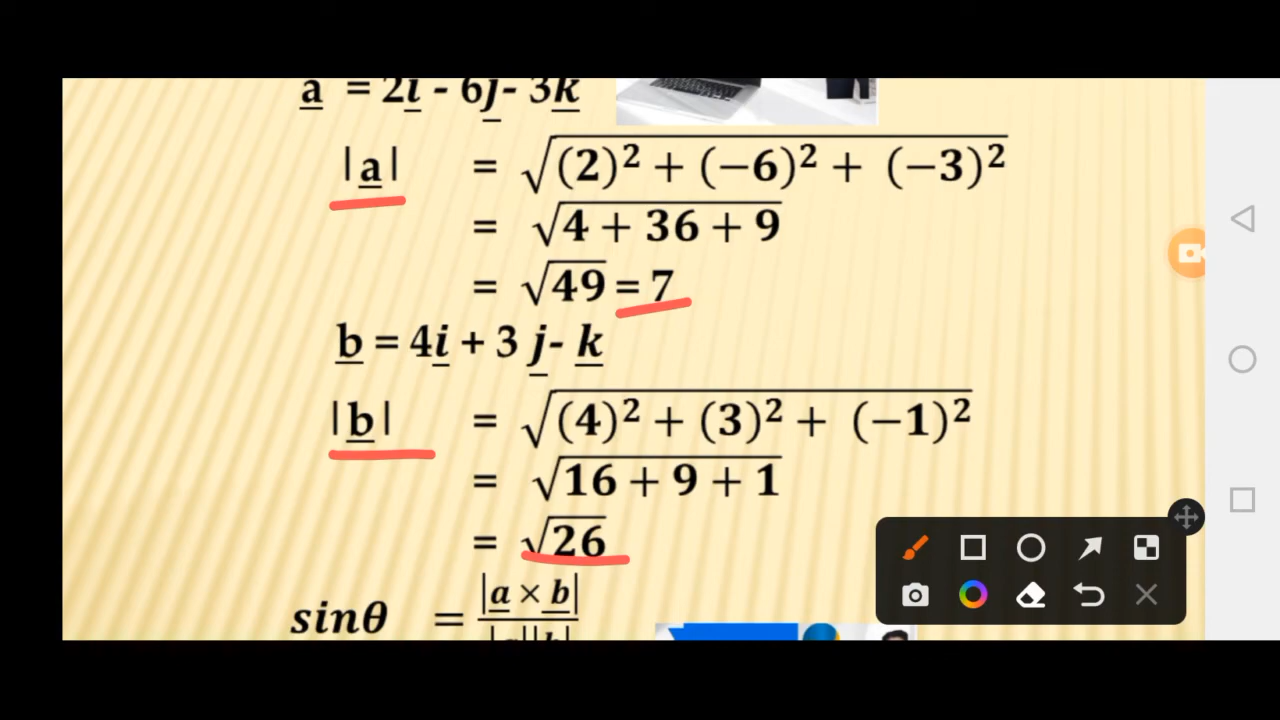 a = 2i - 6j- 3k
|a| = √(2)² + (−6)² + (−3)²
= √4 + 36 + 9
= √49 = 7
b = 4i + 3 j- k
|b| = √(4)² + (3)² + (−1)²
= √16 + 9 + 1
= √26
sinθ = |a × b|